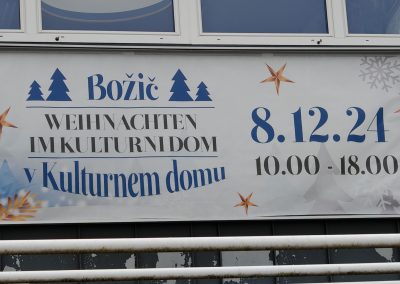 Božič
WEIHNACHTEN
IM KULTURNI DOM
v Kulturnem domu
8.12.24
10.00 - 18.00